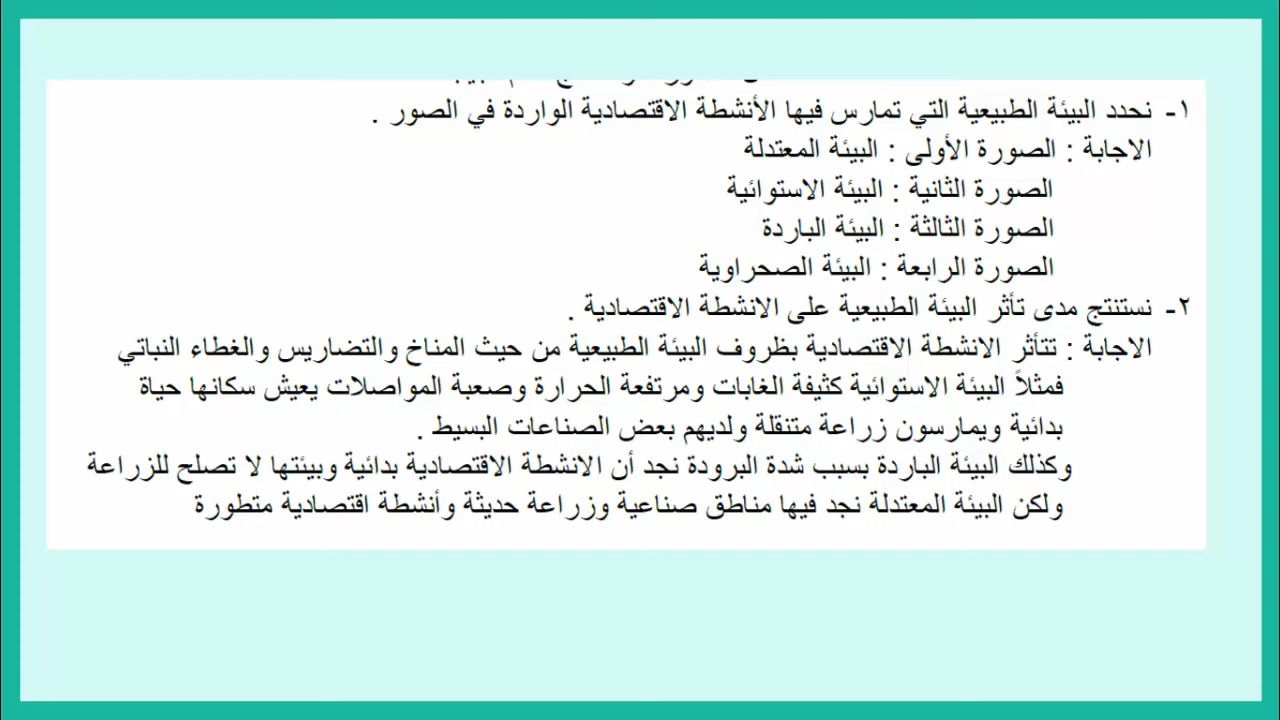 ١- نحدد البيئة الطبيعية التي تمارس فيها الأنشطة الاقتصادية الواردة في الصور .
الاجابة : الصورة الأولى : البيئة المعتدلة
الصورة الثانية : البيئة الاستوائية
الصورة الثالثة : البيئة الباردة
الصورة الرابعة : البيئة الصحراوية
٢- نستنتج مدى تأثر البيئة الطبيعية على الانشطة الاقتصادية .
الاجابة : تتأثر الانشطة الاقتصادية بظروف البيئة الطبيعية من حيث المناخ والتضاريس والغطاء النباتي
فمثلاً البيئة الاستوائية كثيفة الغابات ومرتفعة الحرارة وصعبة المواصلات يعيش سكانها حياة
بدائية ويمارسون زراعة متنقلة ولديهم بعض الصناعات البسيط .
وكذلك البيئة الباردة بسبب شدة البرودة نجد أن الانشطة الاقتصادية بدائية وبيئتها لا تصلح للزراعة
ولكن البيئة المعتدلة نجد فيها مناطق صناعية وزراعة حديثة وأنشطة اقتصادية متطورة